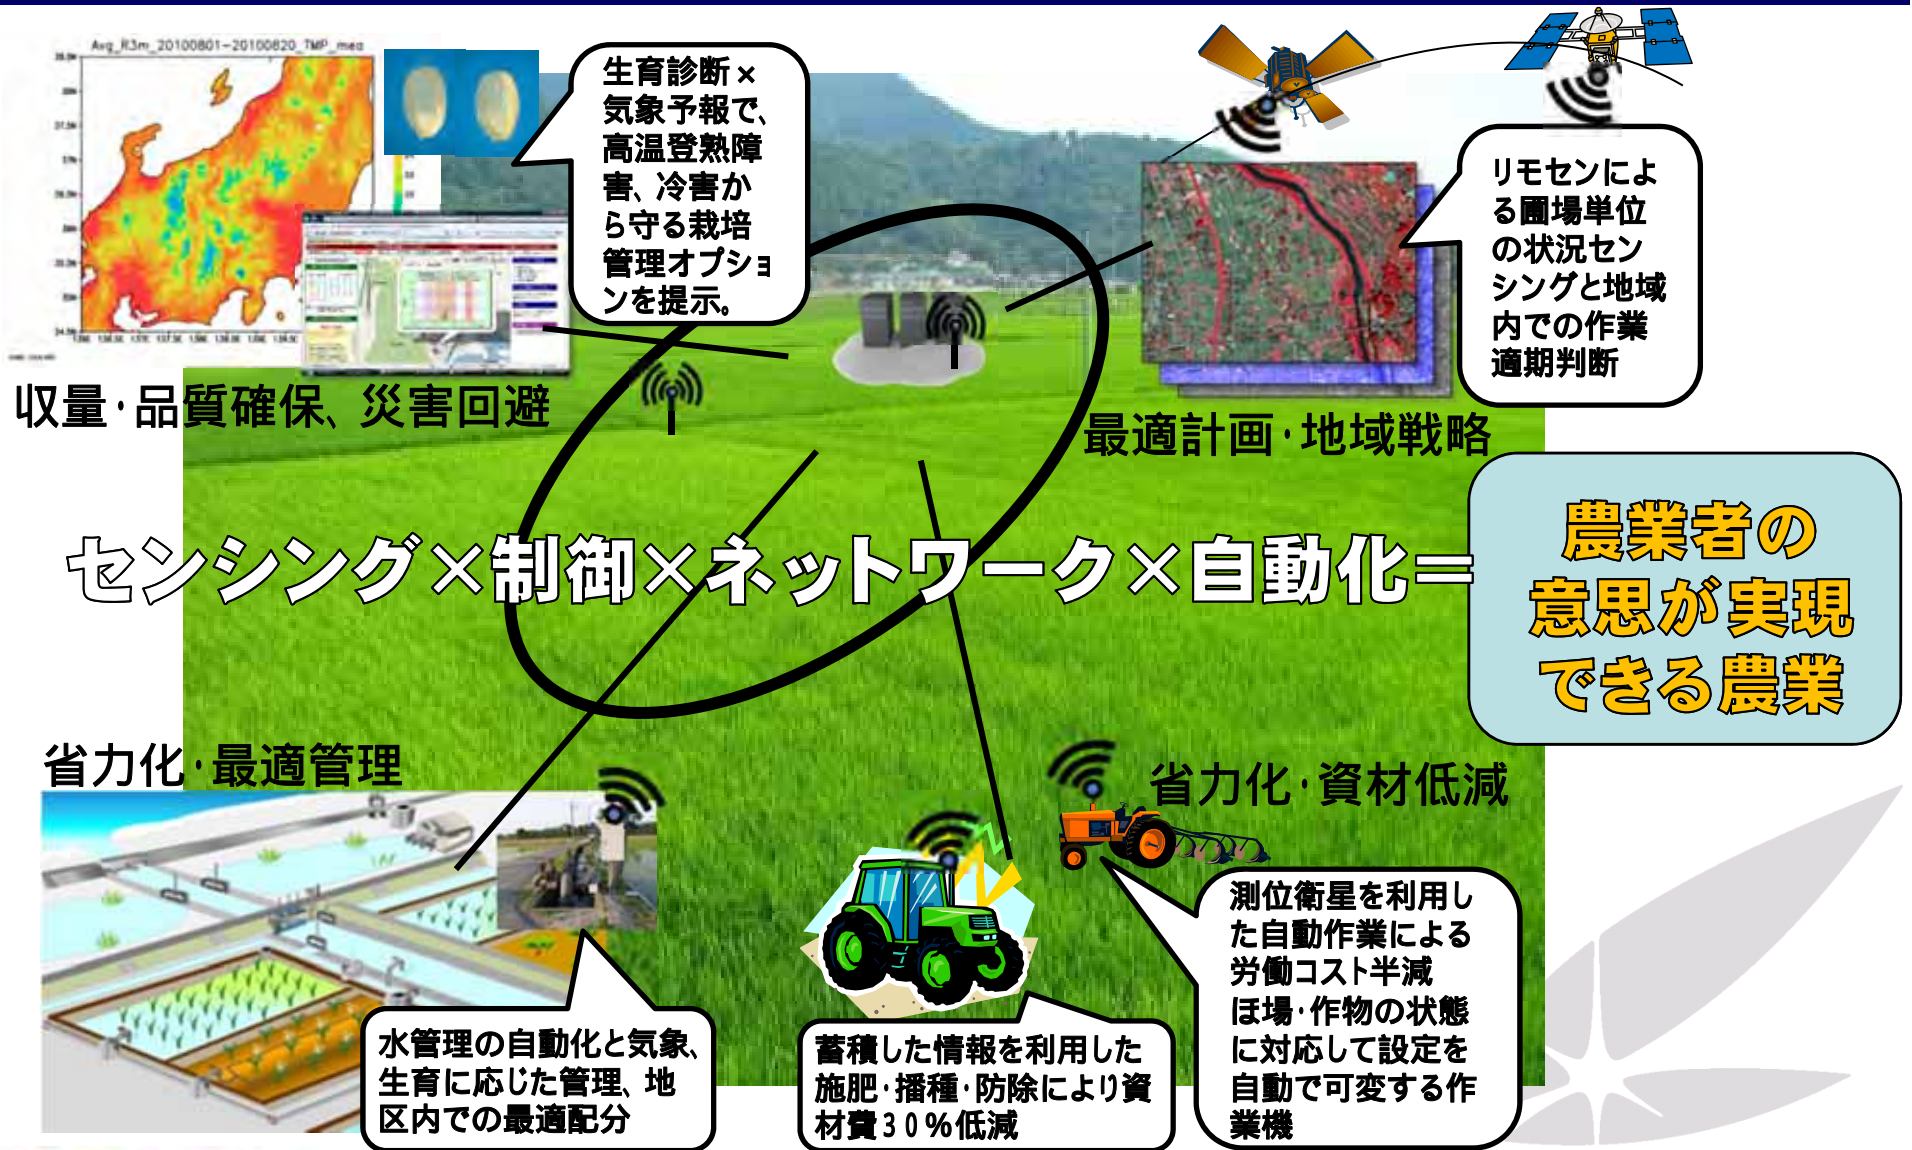 Avg_R3m_20100801-20100820_TMP_mea
生育診断×
気象予報で、
高温登熟障
害、冷害か
ら守る栽培
管理オプショ
ンを提示。
リモセンによ
る圃場単位
の状況セン
シングと地域
内での作業
適期判断
収量・品質確保、災害回避
最適計画・地域戦略
センシング×制御×ネットワーク×自動化＝
農業者の
意思が実現
できる農業
省力化・最適管理
省力化・資材低減
水管理の自動化と気象、
生育に応じた管理、地
区内での最適配分
蓄積した情報を利用した
施肥・播種・防除により資
材費30%低減
測位衛星を利用し
た自動作業による
労働コスト半減
ほ場・作物の状態
に対応して設定を
自動で可変する作
業機